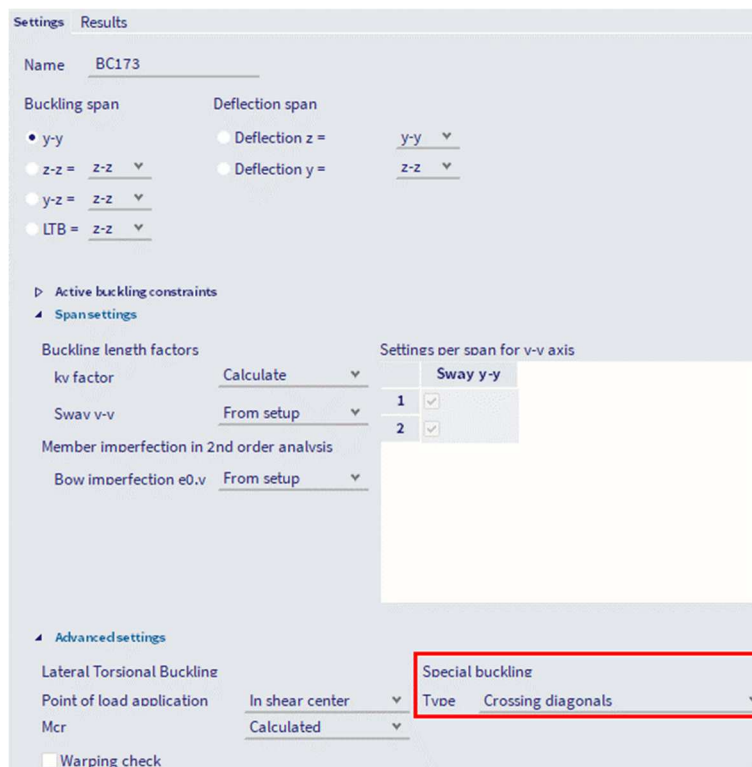 Settings Results
Name BC173
Buckling span Deflection span
y-y Deflection z = y-y
z-z = z-z Deflection y = z-z
y-z = z-z
LTB = z-z
Active buckling constraints
Span settings
Buckling length factors Settings per span for y-y axis
ky factor Calculate Sway y-y
1
Sway y-y From setup 2
Member imperfection in 2nd order analysis
Bow imperfection e0,y From setup
Advanced settings
Lateral Torsional Buckling Special buckling
Point of load application In shear center Type Crossing diagonals
Mcr Calculated
Warping check